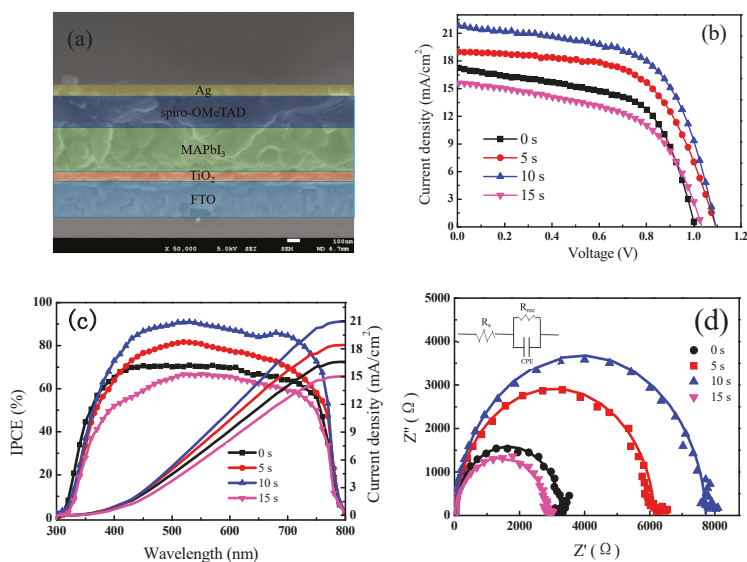 (a)
Ag
spiro-OMeTAD
MAPbI₃
TiO₂
FTO
X 50,000 5.0kV SEI SEM WD 6.7mm
100nm
(b)
Current density (mA/cm²)
21
18
15
12
9
6
3
0
0 s
5 s
10 s
15 s
0.0 0.2 0.4 0.6 0.8 1.0 1.2
Voltage (V)
(c)
IPCE (%)
100
80
60
40
20
0
0 s
5 s
10 s
15 s
21
18
15
12
9
6
3
0
Current density (mA/cm²)
300 400 500 600 700 800
Wavelength (nm)
(d)
Z'' (Ω)
5000
4000
3000
2000
1000
0
Rₛ
Rrec
CPE
0 s
5 s
10 s
15 s
0 2000 4000 6000 8000
Z' (Ω)